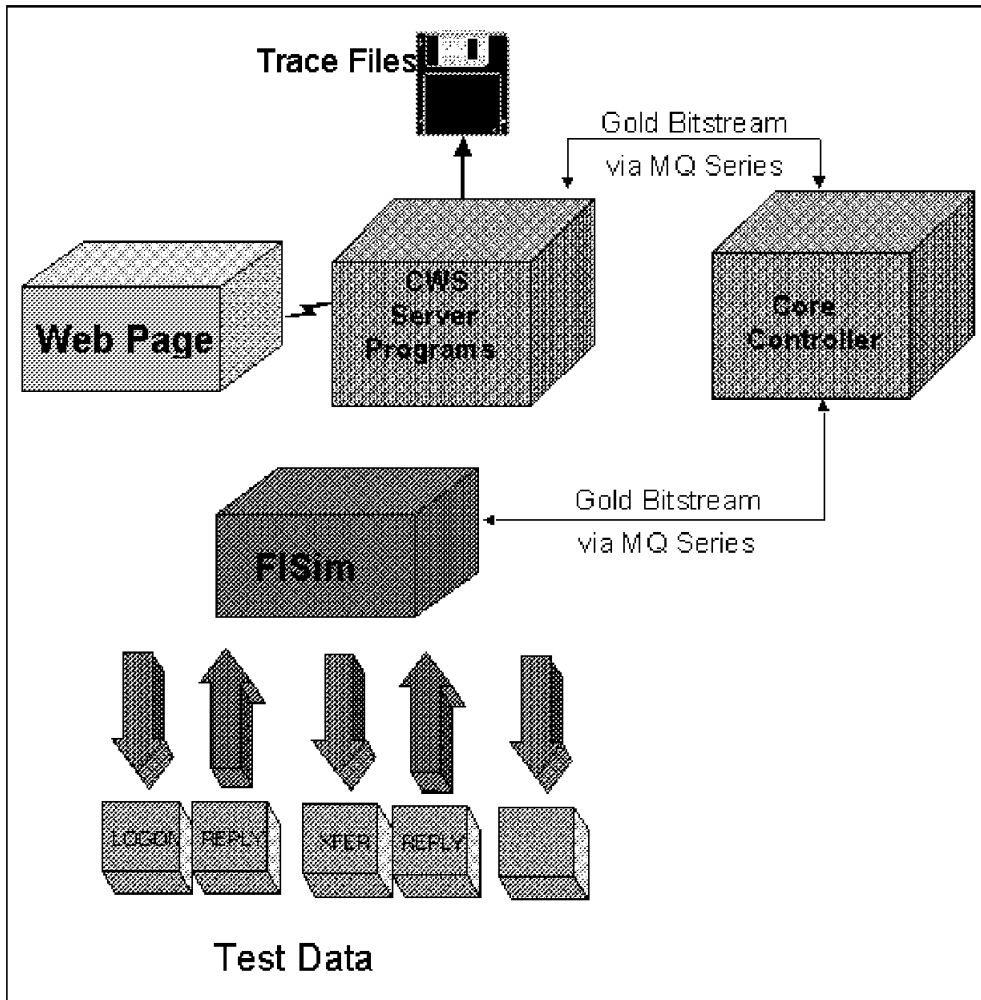 Trace Files
Gold Bitstream
via MQ Series
CWS
Server
Programs
Core
Controller
Web Page
Gold Bitstream
via MQ Series
FISim
LOGON
REPLY
XFER
REPLY
Test Data